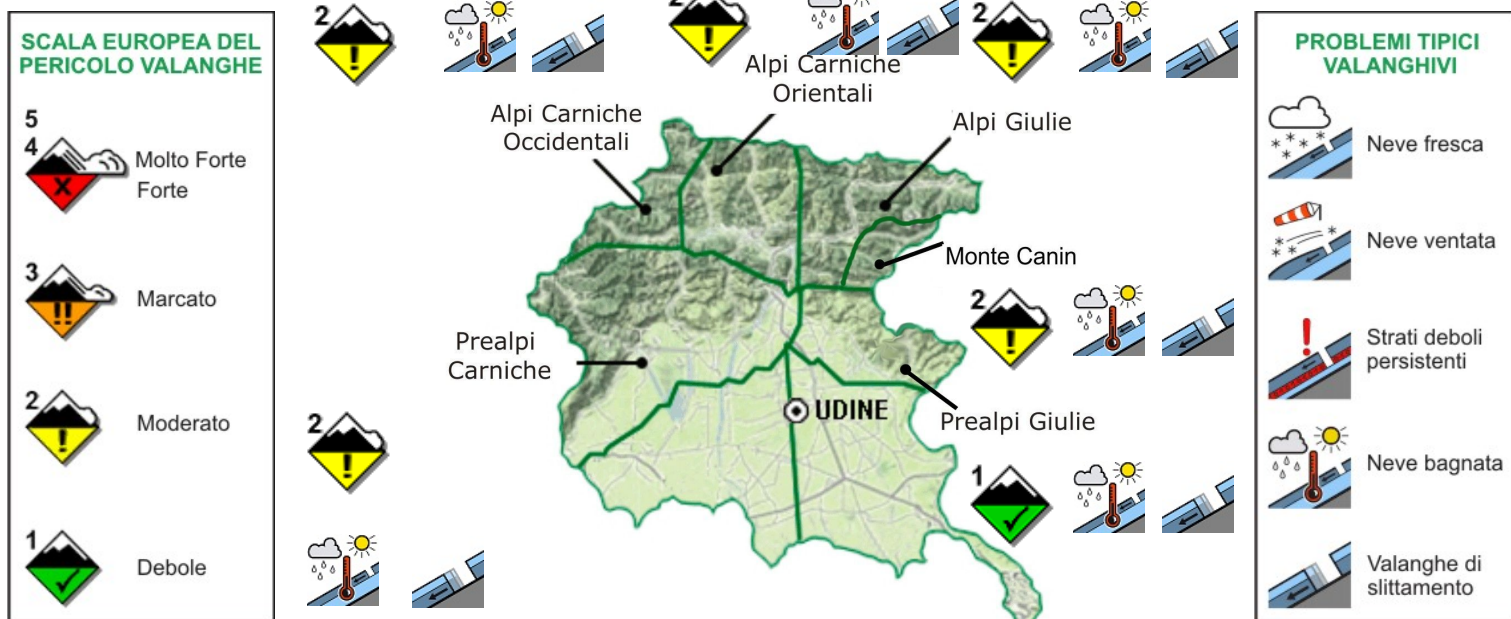 SCALA EUROPEA DEL
PERICOLO VALANGHE
5
4
Molto Forte
Forte
3
Marcato
2
Moderato
1
Debole
2
2
2
Alpi Carniche
Orientali
Alpi Carniche
Occidentali
Alpi Giulie
Monte Canin
2
Prealpi
Carniche
UDINE
Prealpi Giulie
2
1
PROBLEMI TIPICI
VALANGHIVI
Neve fresca
Neve ventata
Strati deboli
persistenti
Neve bagnata
Valanghe di
slittamento